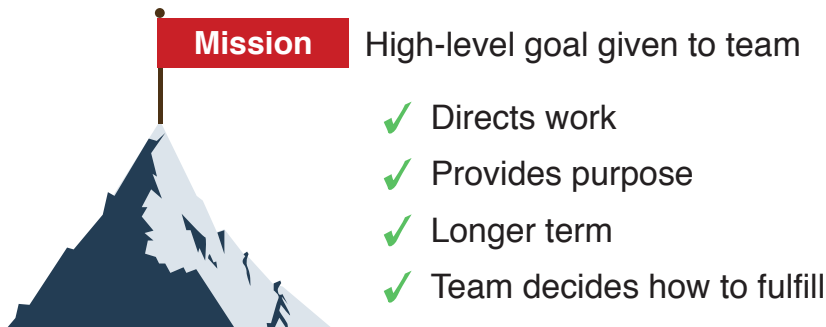 Mission
High-level goal given to team
✓ Directs work
✓ Provides purpose
✓ Longer term
✓ Team decides how to fulfill